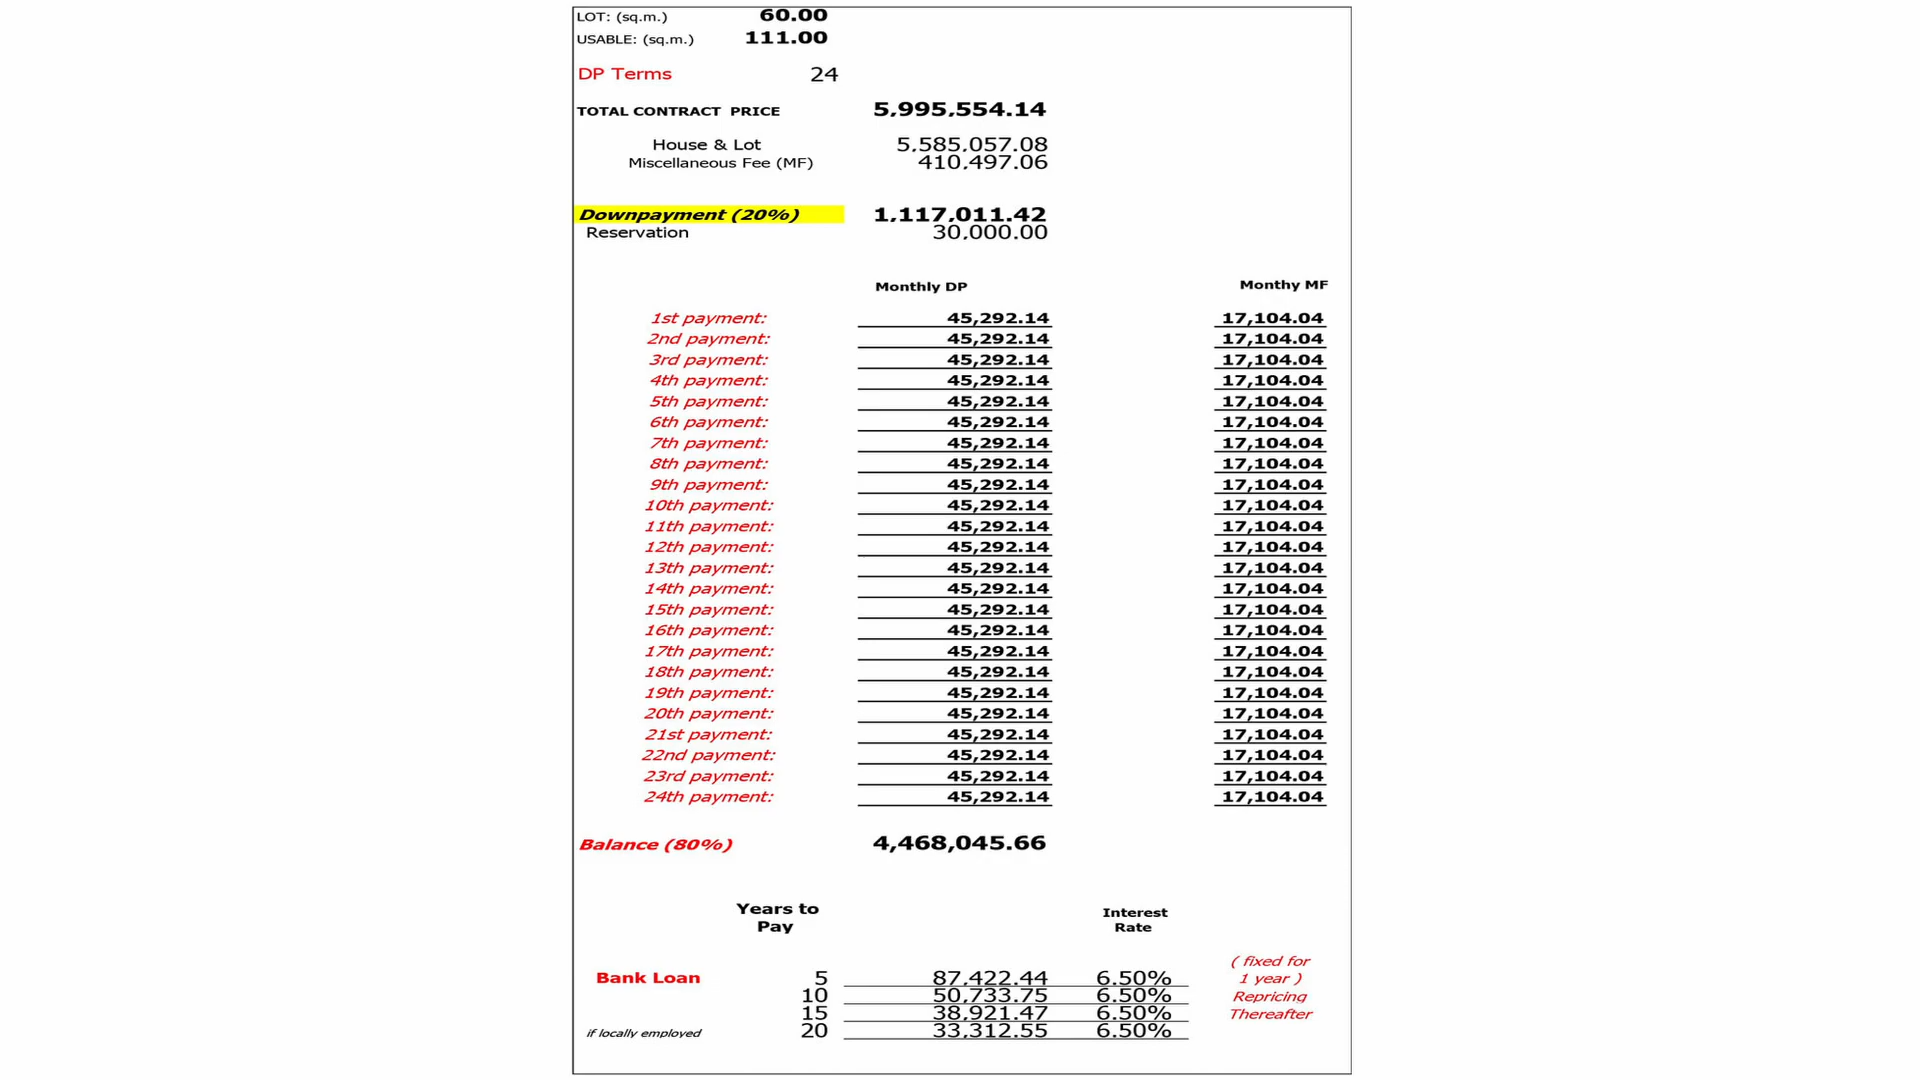 LOT: (sq.m.) 60.00
USABLE: (sq.m.) 111.00
DP Terms 24
TOTAL CONTRACT PRICE 5,995,554.14
House & Lot 5,585,057.08
Miscellaneous Fee (MF) 410,497.06
Downpayment (20%) 1,117,011.42
Reservation 30,000.00
Monthly DP Monthy MF
1st payment: 45,292.14 17,104.04
2nd payment: 45,292.14 17,104.04
3rd payment: 45,292.14 17,104.04
4th payment: 45,292.14 17,104.04
5th payment: 45,292.14 17,104.04
6th payment: 45,292.14 17,104.04
7th payment: 45,292.14 17,104.04
8th payment: 45,292.14 17,104.04
9th payment: 45,292.14 17,104.04
10th payment: 45,292.14 17,104.04
11th payment: 45,292.14 17,104.04
12th payment: 45,292.14 17,104.04
13th payment: 45,292.14 17,104.04
14th payment: 45,292.14 17,104.04
15th payment: 45,292.14 17,104.04
16th payment: 45,292.14 17,104.04
17th payment: 45,292.14 17,104.04
18th payment: 45,292.14 17,104.04
19th payment: 45,292.14 17,104.04
20th payment: 45,292.14 17,104.04
21st payment: 45,292.14 17,104.04
22nd payment: 45,292.14 17,104.04
23rd payment: 45,292.14 17,104.04
24th payment: 45,292.14 17,104.04
Balance (80%) 4,468,045.66
Years to Interest
Pay Rate
( fixed for
Bank Loan 5 87,422.44 6.50% 1 year )
10 50,733.75 6.50% Repricing
15 38,921.47 6.50% Thereafter
if locally employed 20 33,312.55 6.50%